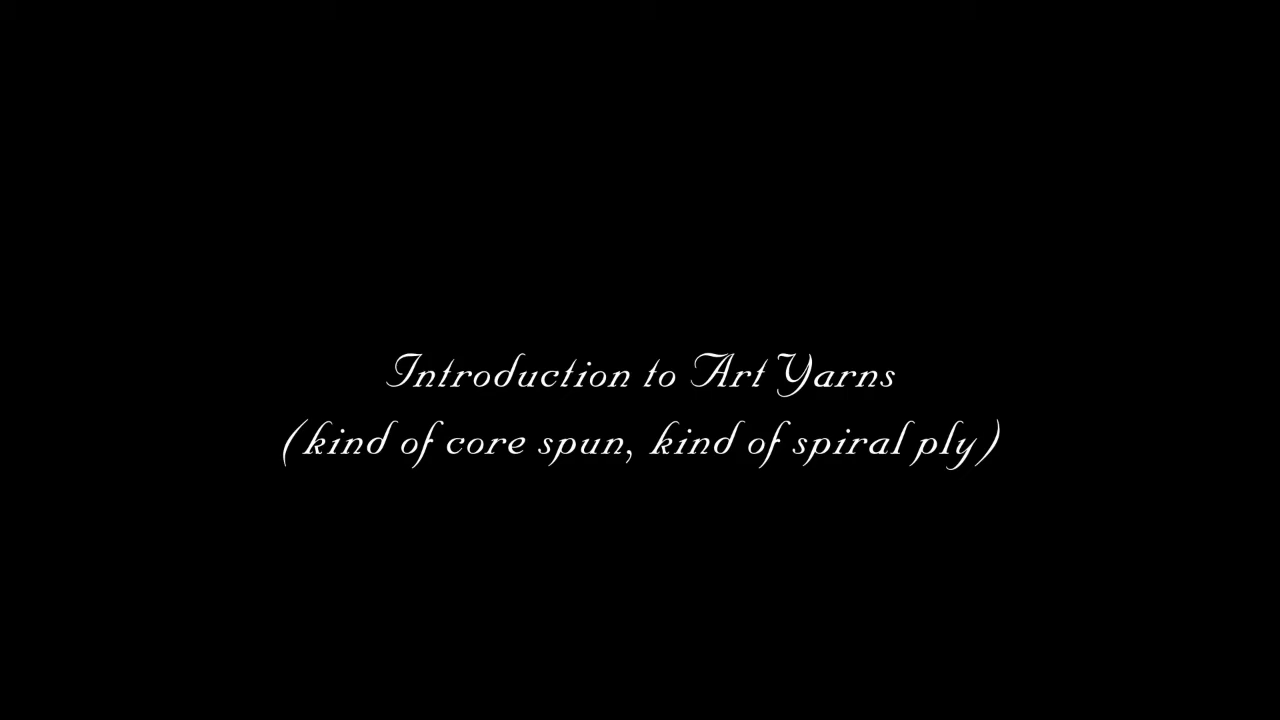 Introduction to Art Yarns
(kind of core spun, kind of spiral ply)